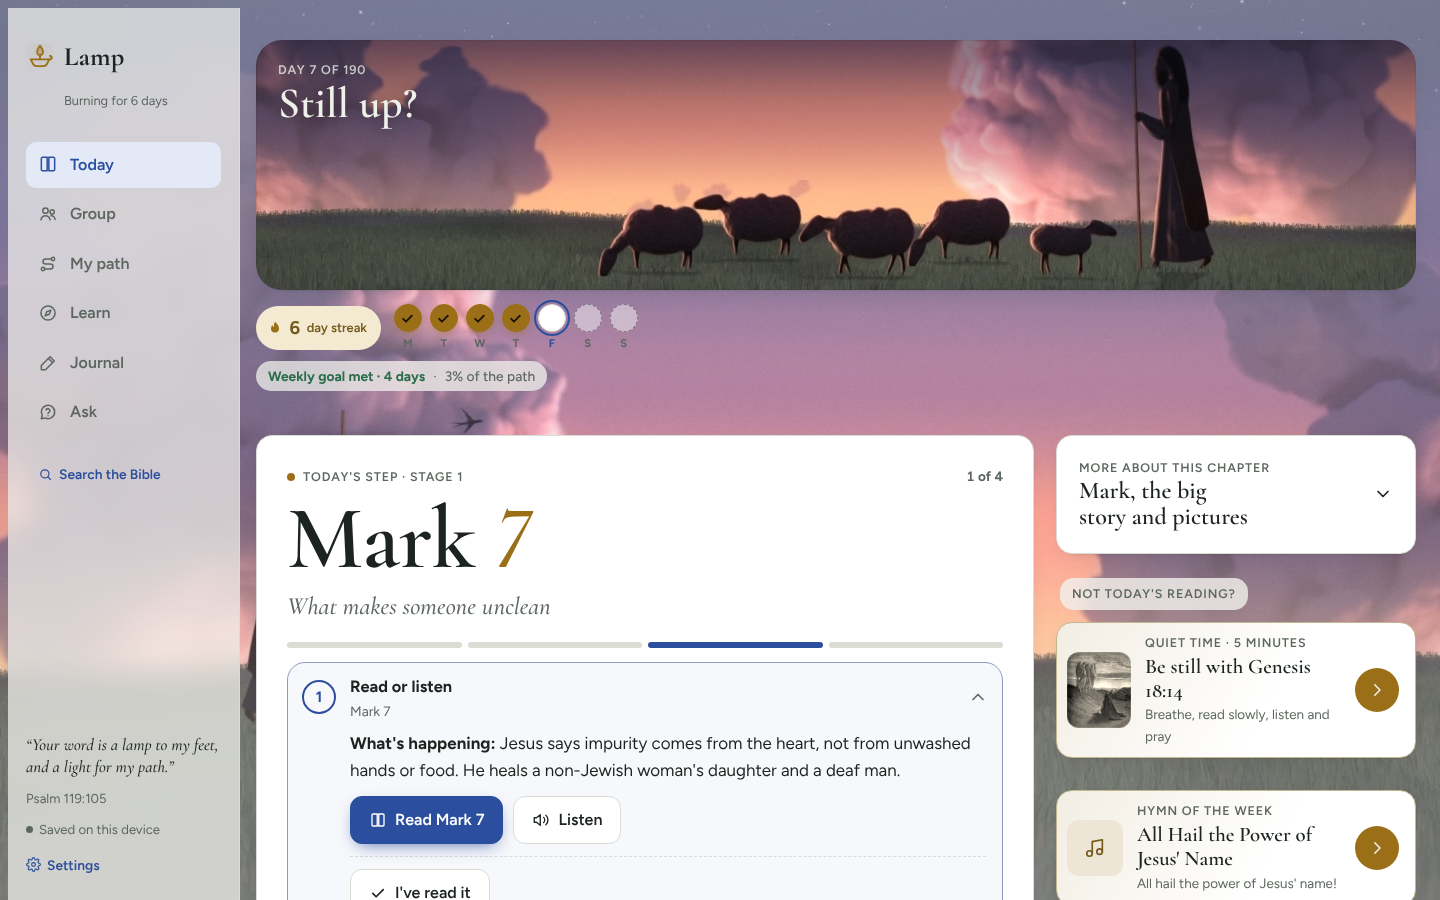 Lamp
Burning for 6 days
Today
Group
My path
Learn
Journal
Ask
Search the Bible
“Your word is a lamp to my feet,
and a light for my path.”
Psalm 119:105
Saved on this device
Settings
DAY 7 OF 190
Still up?
6 day streak
M T W T F S S
Weekly goal met · 4 days · 3% of the path
TODAY'S STEP · STAGE 1
1 of 4
Mark 7
What makes someone unclean
1
Read or listen
Mark 7
What's happening: Jesus says impurity comes from the heart, not from unwashed
hands or food. He heals a non-Jewish woman's daughter and a deaf man.
Read Mark 7
Listen
I've read it
MORE ABOUT THIS CHAPTER
Mark, the big
story and pictures
NOT TODAY'S READING?
QUIET TIME · 5 MINUTES
Be still with Genesis
18:14
Breathe, read slowly, listen and
pray
HYMN OF THE WEEK
All Hail the Power of
Jesus' Name
All hail the power of Jesus' name!